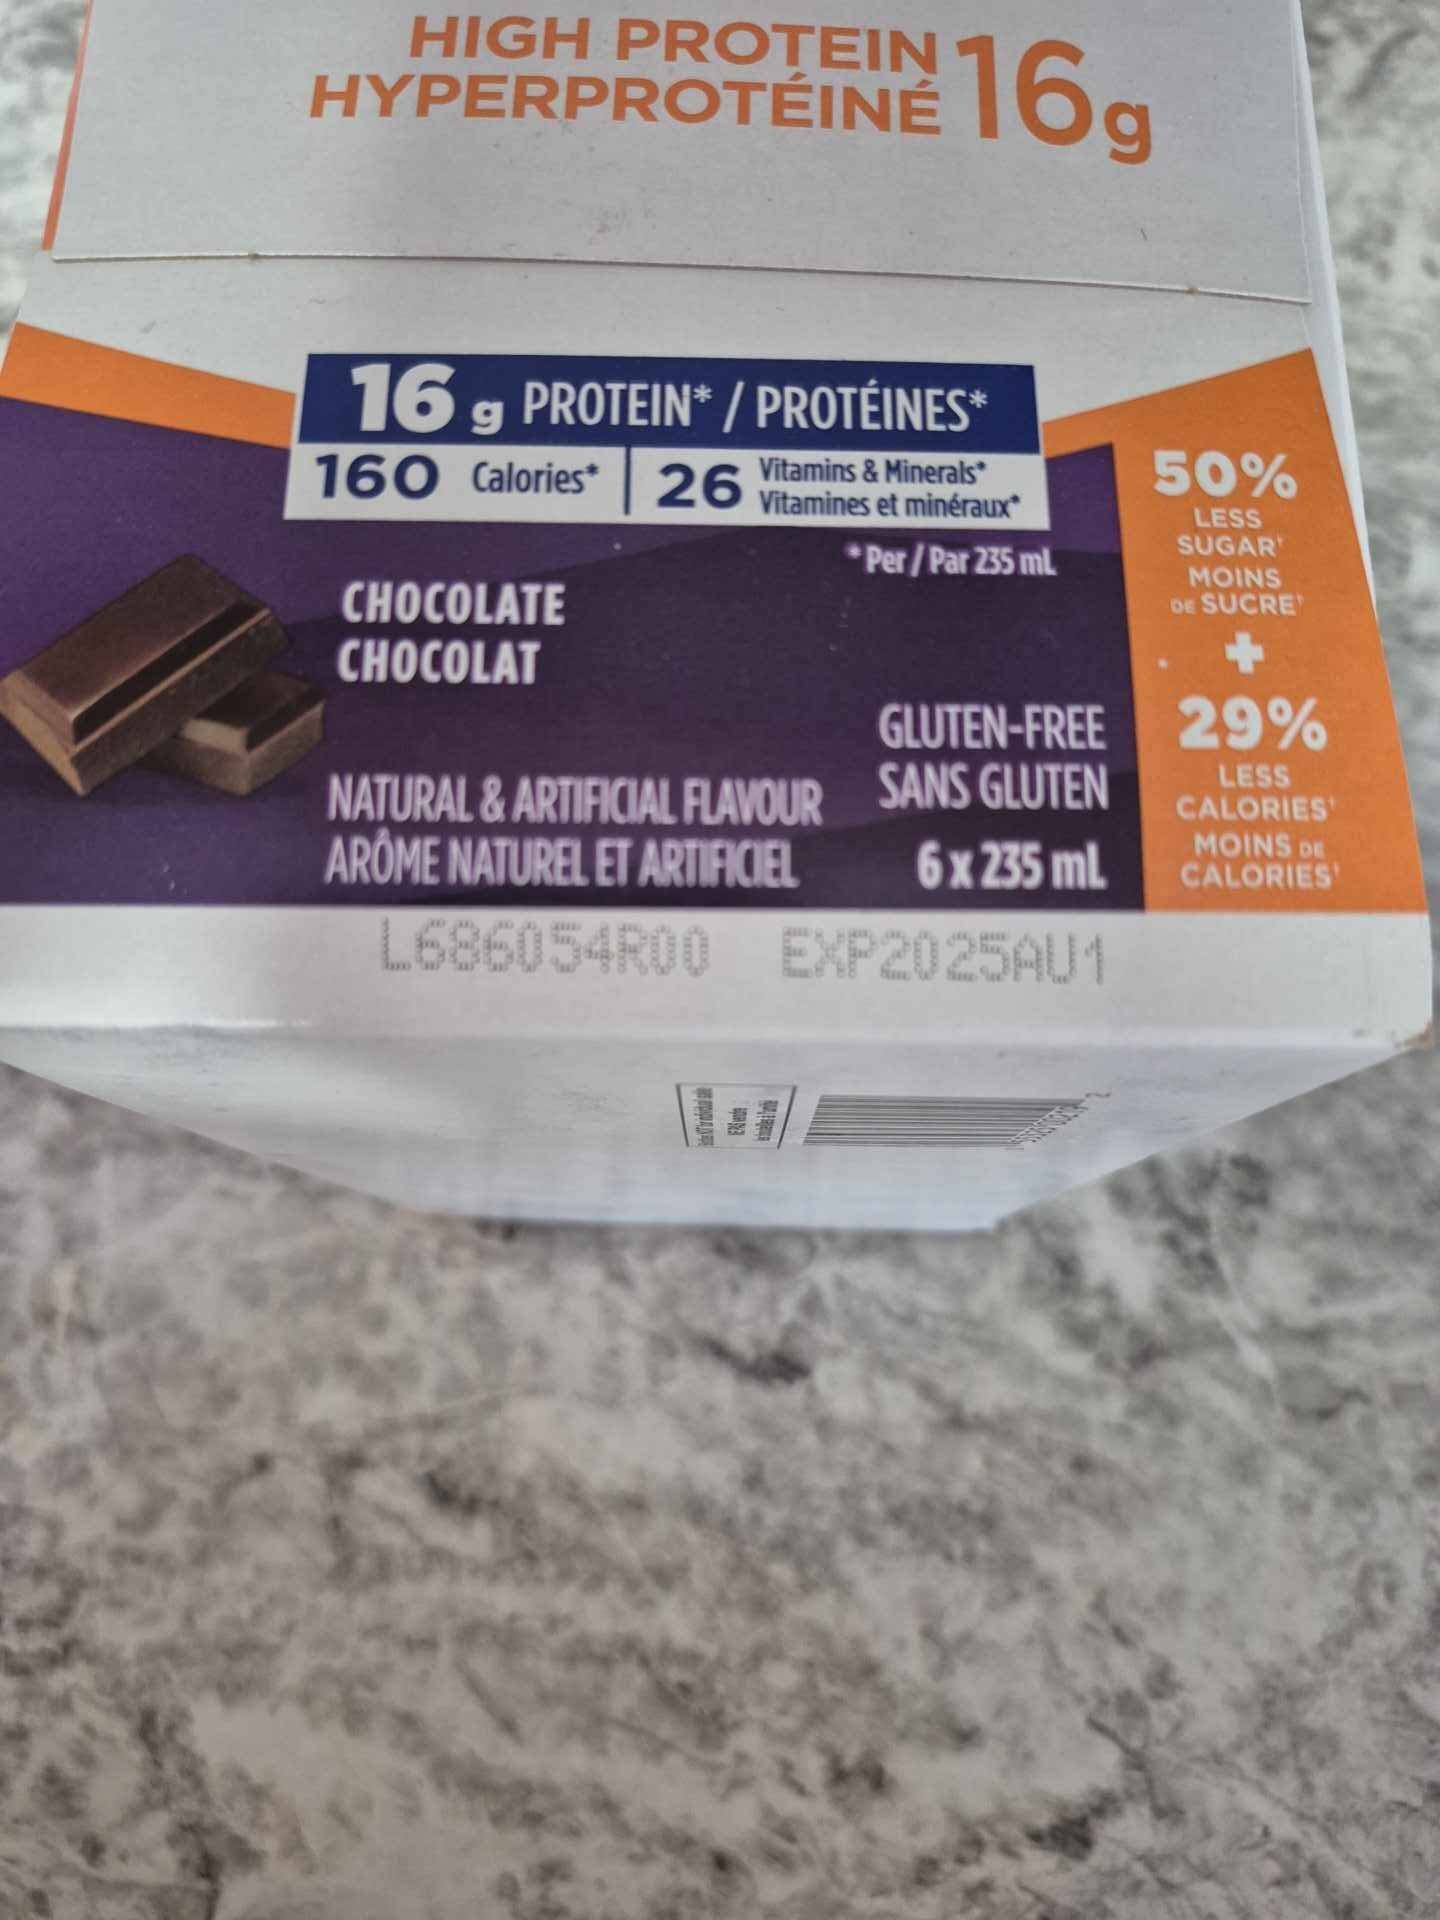 HIGH PROTEIN
HYPERPROTÉINÉ 16g
16 g PROTEIN* / PROTÉINES*
160 Calories*
26 Vitamins & Minerals*
Vitamines et minéraux*
*Per / Par 235 mL
CHOCOLATE
CHOCOLAT
NATURAL & ARTIFICIAL FLAVOUR
ARÔME NATUREL ET ARTIFICIEL
GLUTEN-FREE
SANS GLUTEN
6 x 235 mL
50%
LESS
SUGAR†
MOINS
DE SUCRE†
+
29%
LESS
CALORIES†
MOINS DE
CALORIES†
L686054R00 EXP2025AU1